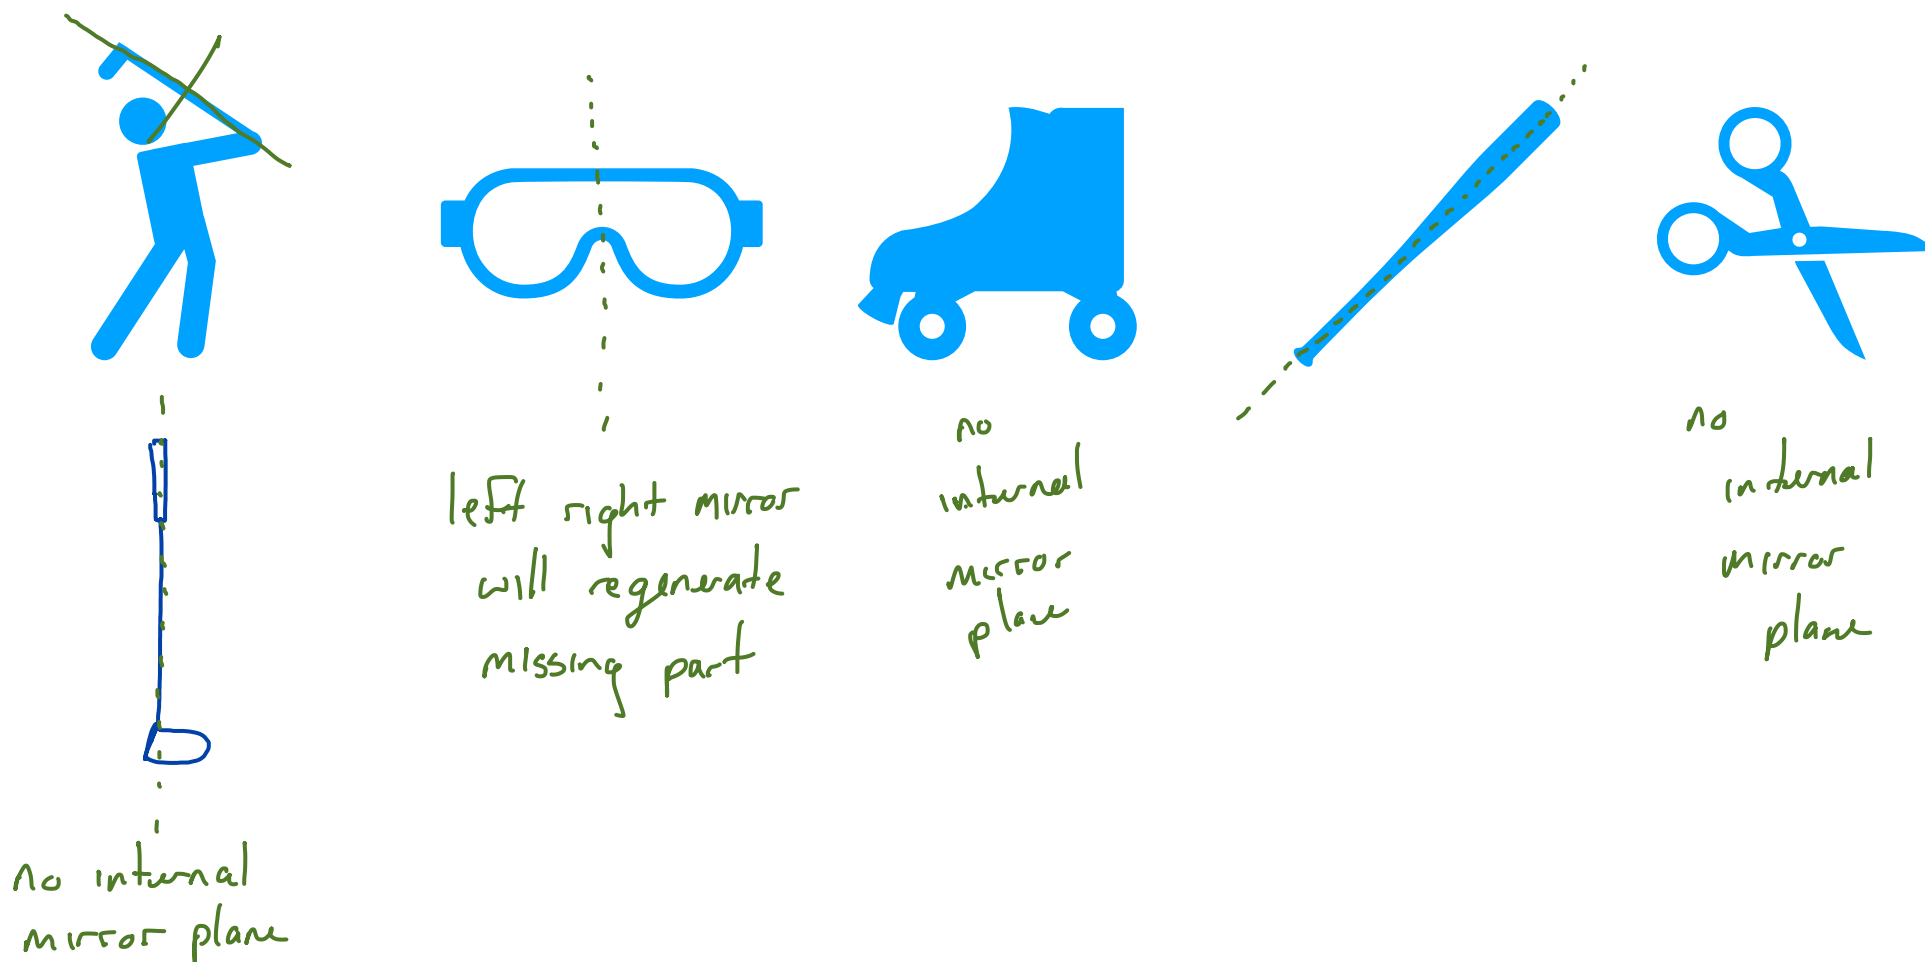 left right mirror
will regenerate
missing part
no
internal
mirror
plane
no
internal
mirror
plane
no internal
mirror plane